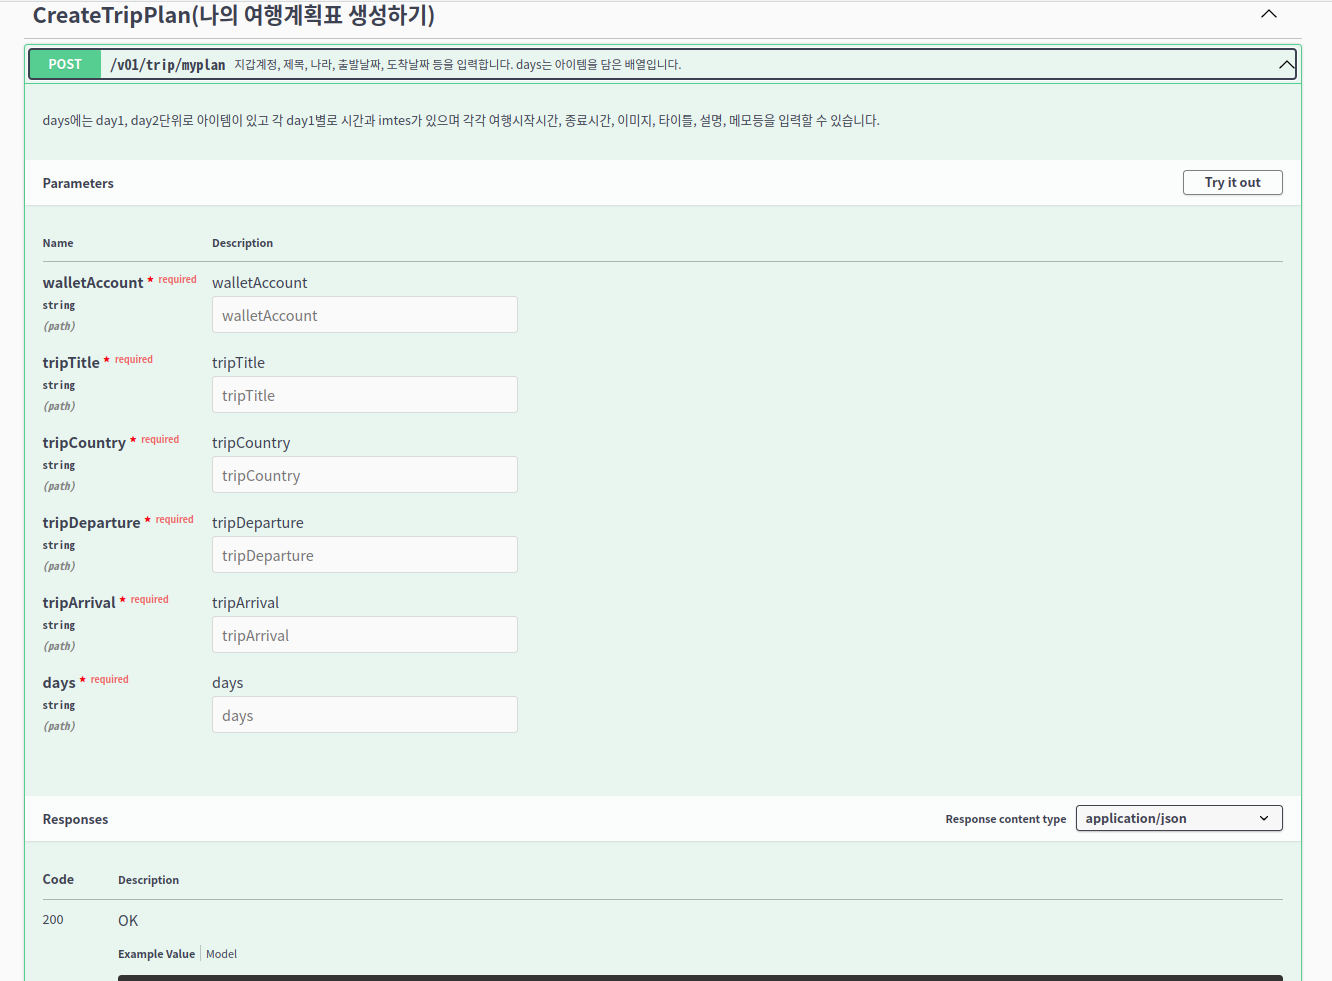 CreateTripPlan(나의 여행계획표 생성하기)
POST /v01/trip/myplan 지갑계정, 제목, 나라, 출발날짜, 도착날짜 등을 입력합니다. days는 아이템을 담은 배열입니다.
days에는 day1, day2단위로 아이템이 있고 각 day1별로 시간과 imtes가 있으며 각각 여행시작시간, 종료시간, 이미지, 타이틀, 설명, 메모등을 입력할 수 있습니다.
Parameters Try it out
Name Description
walletAccount * required walletAccount
string walletAccount
(path)
tripTitle * required tripTitle
string tripTitle
(path)
tripCountry * required tripCountry
string tripCountry
(path)
tripDeparture * required tripDeparture
string tripDeparture
(path)
tripArrival * required tripArrival
string tripArrival
(path)
days * required days
string days
(path)
Responses Response content type application/json
Code Description
200 OK
Example Value Model